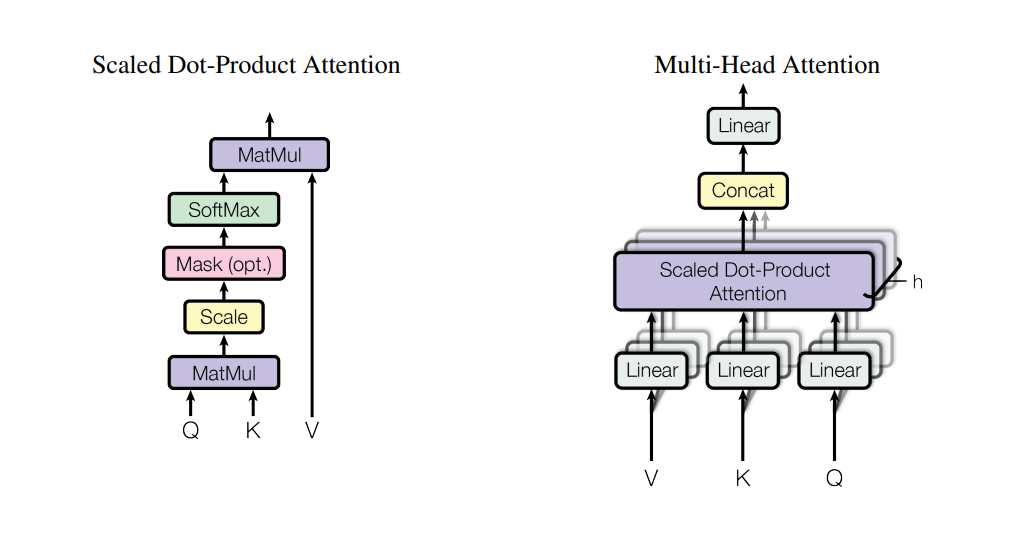 Scaled Dot-Product Attention
MatMul
SoftMax
Mask (opt.)
Scale
MatMul
Q K V
Multi-Head Attention
Linear
Concat
Scaled Dot-Product
Attention
h
Linear Linear Linear
V K Q